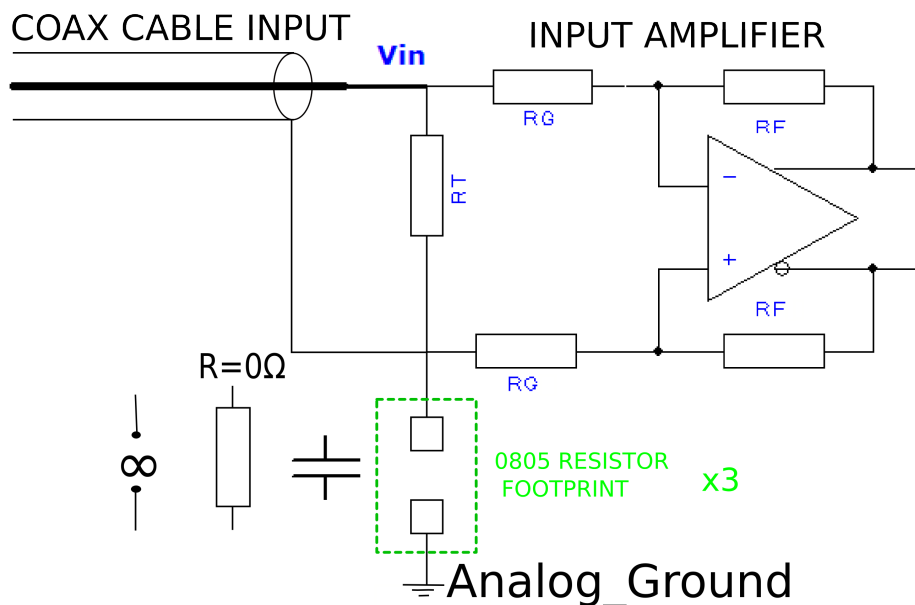 COAX CABLE INPUT
INPUT AMPLIFIER
Vin
RG
RF
RT
−
+
RF
RG
R=0Ω
∞
0805 RESISTOR
FOOTPRINT
x3
Analog_Ground